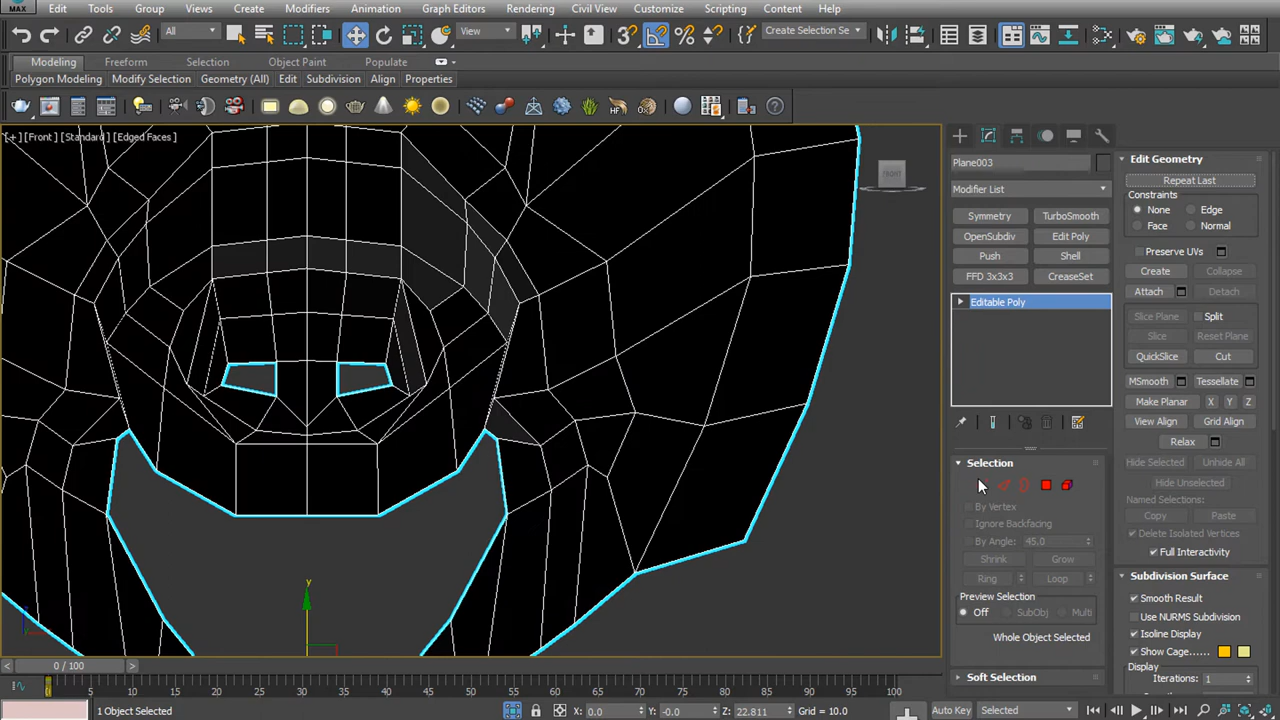 MAX
Edit Tools Group Views Create Modifiers Animation Graph Editors Rendering Civil View Customize Scripting Content Help
All View Create Selection Se
Modeling Freeform Selection Object Paint Populate
Polygon Modeling Modify Selection Geometry (All) Edit Subdivision Align Properties
[+] [Front] [Standard] [Edged Faces]
FRONT
y
Plane003
Modifier List
Symmetry TurboSmooth
OpenSubdiv Edit Poly
Push Shell
FFD 3x3x3 CreaseSet
Editable Poly
Selection
By Vertex
Ignore Backfacing
By Angle: 45.0
Shrink Grow
Ring Loop
Preview Selection
Off SubObj Multi
Whole Object Selected
Soft Selection
Edit Geometry
Repeat Last
Constraints
None Edge
Face Normal
Preserve UVs
Create Collapse
Attach Detach
Slice Plane Split
Slice Reset Plane
QuickSlice Cut
MSmooth Tessellate
Make Planar X Y Z
View Align Grid Align
Relax
Hide Selected Unhide All
Hide Unselected
Named Selections:
Copy Paste
Delete Isolated Vertices
Full Interactivity
Subdivision Surface
Smooth Result
Use NURMS Subdivision
Isoline Display
Show Cage......
Display
Iterations: 1
< 0 / 100 >
0 5 10 15 20 25 30 35 40 45 50 55 60 65 70 75 80 85 90 95 100
1 Object Selected X: 0.0 Y: -0.0 Z: 22.811 Grid = 10.0 Auto Key Selected